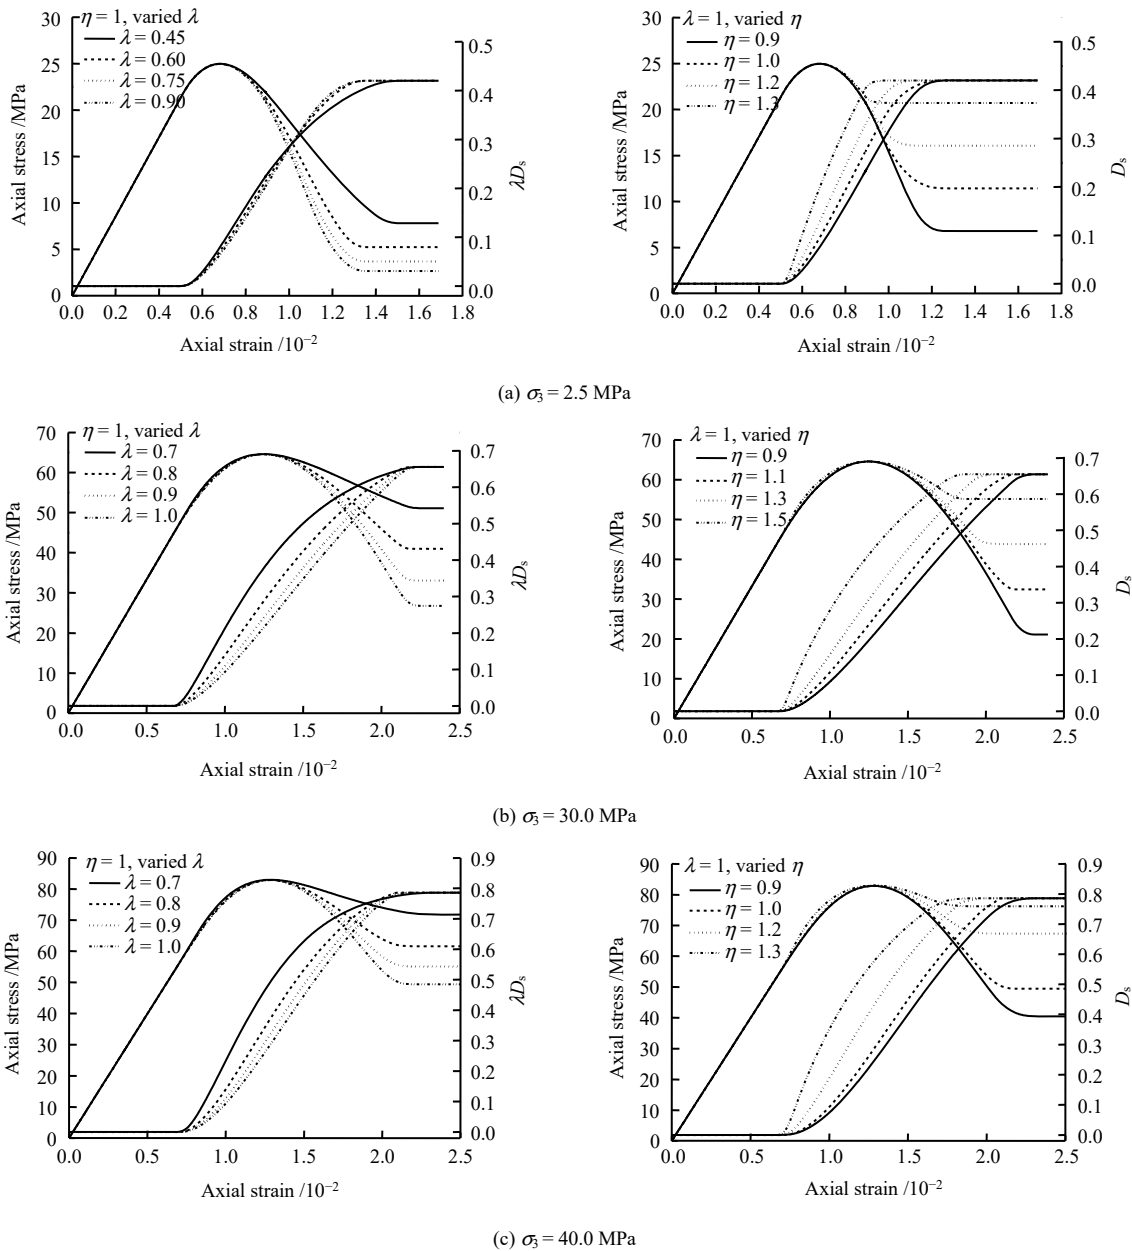 η = 1, varied λ
λ = 0.45
λ = 0.60
λ = 0.75
λ = 0.90
30
25
20
15
10
5
0
Axial stress /MPa
0.5
0.4
0.3
0.2
0.1
0.0
λDs
0.0 0.2 0.4 0.6 0.8 1.0 1.2 1.4 1.6 1.8
Axial strain /10−2
λ = 1, varied η
η = 0.9
η = 1.0
η = 1.2
η = 1.3
30
25
20
15
10
5
0
Axial stress /MPa
0.5
0.4
0.3
0.2
0.1
0.0
Ds
0.0 0.2 0.4 0.6 0.8 1.0 1.2 1.4 1.6 1.8
Axial strain /10−2
(a) σ3 = 2.5 MPa
η = 1, varied λ
λ = 0.7
λ = 0.8
λ = 0.9
λ = 1.0
70
60
50
40
30
20
10
0
Axial stress /MPa
0.7
0.6
0.5
0.4
0.3
0.2
0.1
0.0
λDs
0.0 0.5 1.0 1.5 2.0 2.5
Axial strain /10−2
λ = 1, varied η
η = 0.9
η = 1.1
η = 1.3
η = 1.5
70
60
50
40
30
20
10
0
Axial stress /MPa
0.7
0.6
0.5
0.4
0.3
0.2
0.1
0.0
Ds
0.0 0.5 1.0 1.5 2.0 2.5
Axial strain /10−2
(b) σ3 = 30.0 MPa
η = 1, varied λ
λ = 0.7
λ = 0.8
λ = 0.9
λ = 1.0
90
80
70
60
50
40
30
20
10
0
Axial stress /MPa
0.9
0.8
0.7
0.6
0.5
0.4
0.3
0.2
0.1
0.0
λDs
0.0 0.5 1.0 1.5 2.0 2.5
Axial strain /10−2
λ = 1, varied η
η = 0.9
η = 1.0
η = 1.2
η = 1.3
90
80
70
60
50
40
30
20
10
0
Axial stress /MPa
0.9
0.8
0.7
0.6
0.5
0.4
0.3
0.2
0.1
0.0
Ds
0.0 0.5 1.0 1.5 2.0 2.5
Axial strain /10−2
(c) σ3 = 40.0 MPa